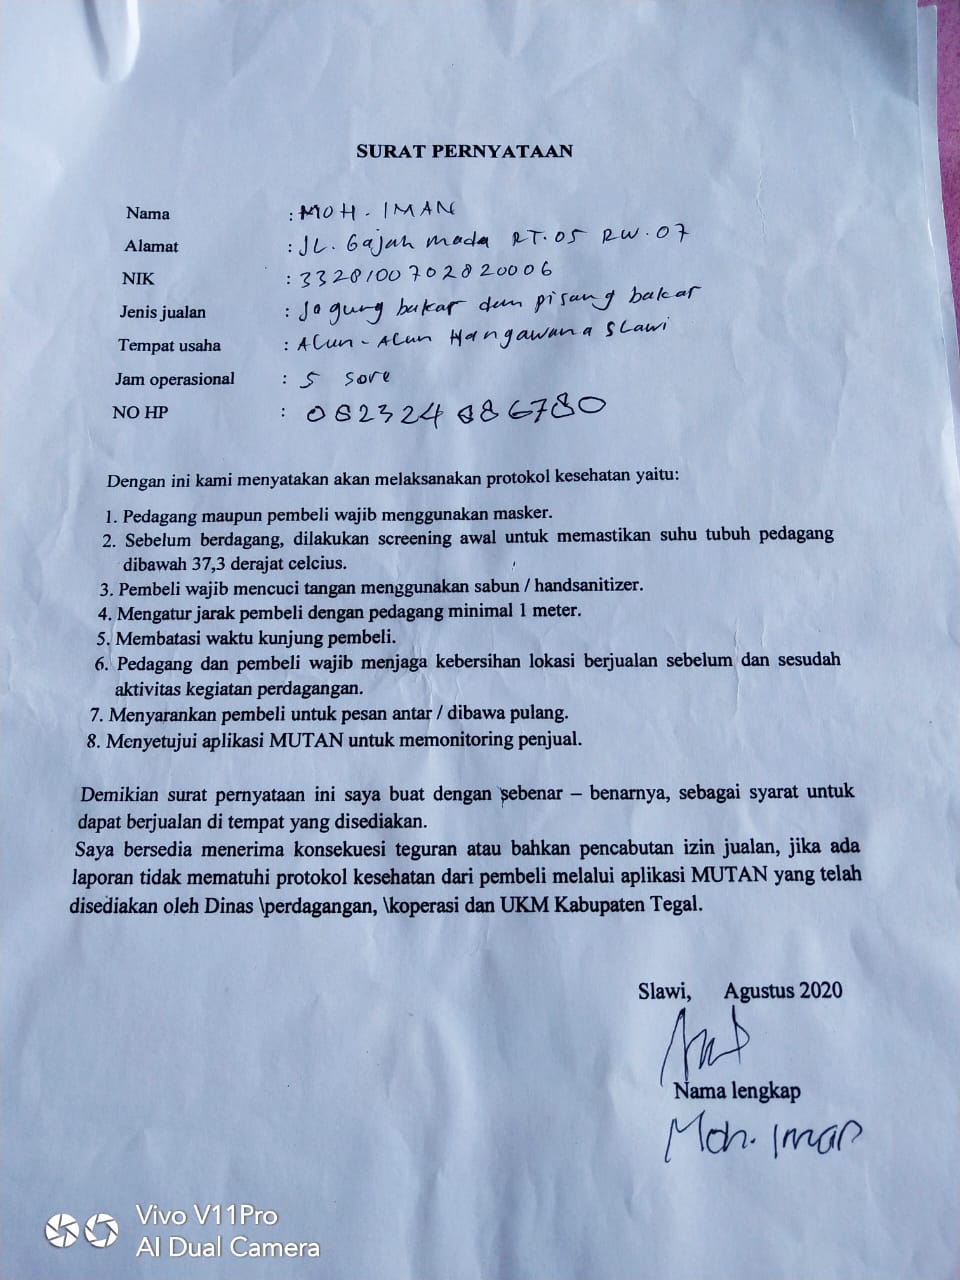 SURAT PERNYATAAN
Nama : MOH. IMAN
Alamat : JL. Gajah mada RT.05 RW.07
NIK : 3328100702820006
Jenis jualan : Jagung bakar dan pisang bakar
Tempat usaha : ALun-ALun Hangawana SLawi
Jam operasional : 5 sore
NO HP :
Dengan ini kami menyatakan akan melaksanakan protokol kesehatan yaitu:
1. Pedagang maupun pembeli wajib menggunakan masker.
2. Sebelum berdagang, dilakukan screening awal untuk memastikan suhu tubuh pedagang
dibawah 37,3 derajat celcius.
3. Pembeli wajib mencuci tangan menggunakan sabun / handsanitizer.
4. Mengatur jarak pembeli dengan pedagang minimal 1 meter.
5. Membatasi waktu kunjung pembeli.
6. Pedagang dan pembeli wajib menjaga kebersihan lokasi berjualan sebelum dan sesudah
aktivitas kegiatan perdagangan.
7. Menyarankan pembeli untuk pesan antar / dibawa pulang.
8. Menyetujui aplikasi MUTAN untuk memonitoring penjual.
Demikian surat pernyataan ini saya buat dengan sebenar – benarnya, sebagai syarat untuk
dapat berjualan di tempat yang disediakan.
Saya bersedia menerima konsekuesi teguran atau bahkan pencabutan izin jualan, jika ada
laporan tidak mematuhi protokol kesehatan dari pembeli melalui aplikasi MUTAN yang telah
disediakan oleh Dinas \perdagangan, \koperasi dan UKM Kabupaten Tegal.
Slawi, Agustus 2020
Nama lengkap
Moh. Iman
Vivo V11Pro
AI Dual Camera